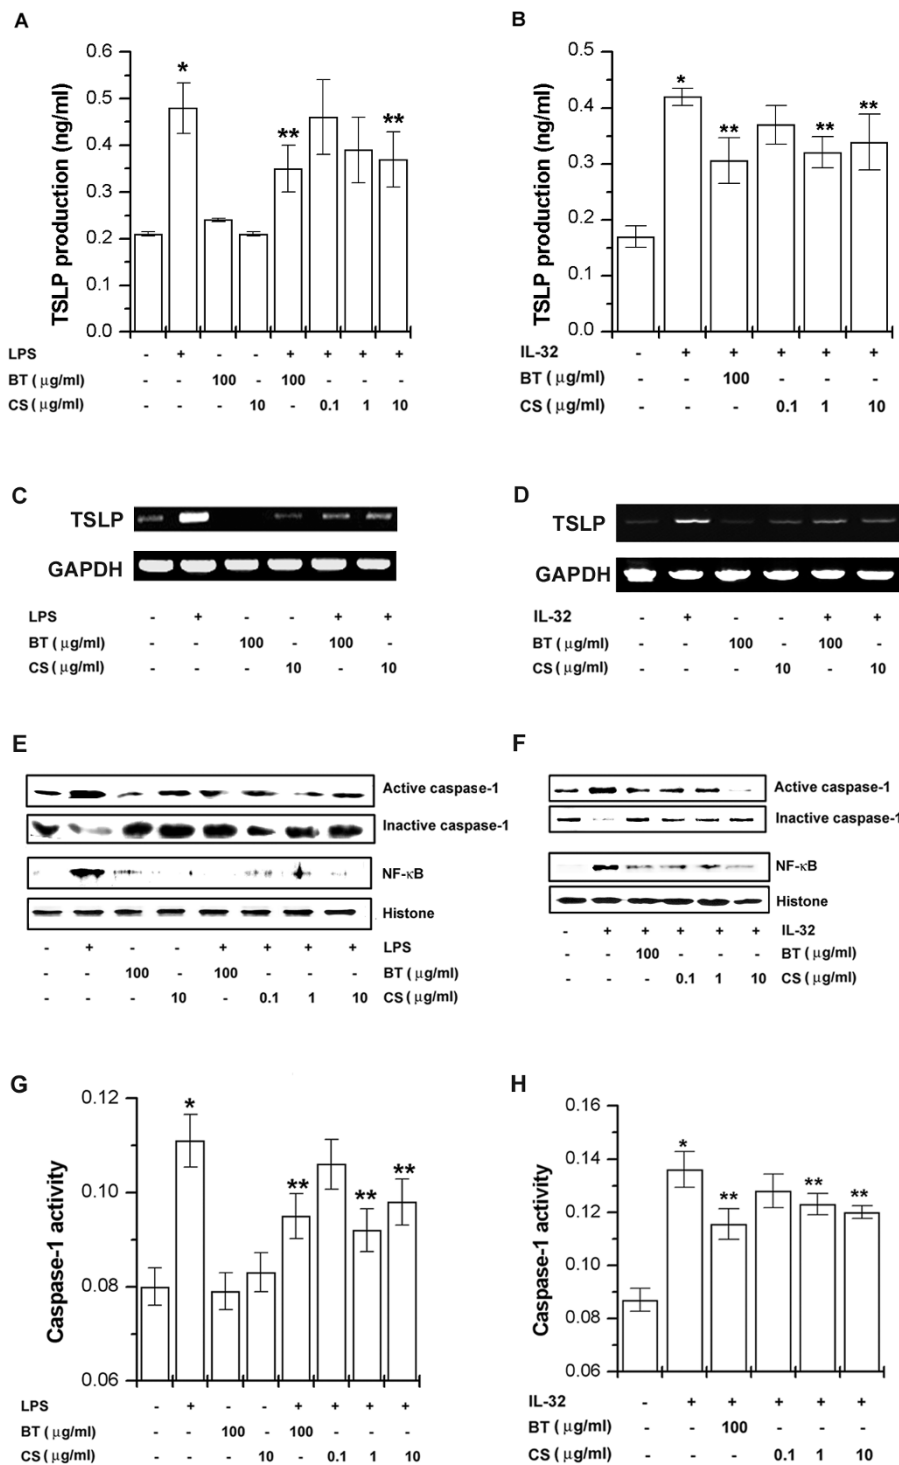 A
TSLP production (ng/ml)
0.6
0.5
0.4
0.3
0.2
0.1
0.0
* ** **
LPS - + - - + + + +
BT ( μg/ml) - - 100 - 100 - - -
CS ( μg/ml) - - - 10 - 0.1 1 10
B
TSLP production (ng/ml)
0.5
0.4
0.3
0.2
0.1
0.0
* ** ** **
IL-32 - + + + + +
BT ( μg/ml) - - 100 - - -
CS ( μg/ml) - - - 0.1 1 10
C
TSLP
GAPDH
LPS - + - - + +
BT ( μg/ml) - - 100 - 100 -
CS ( μg/ml) - - - 10 - 10
D
TSLP
GAPDH
IL-32 - + - - + +
BT ( μg/ml) - - 100 - 100 -
CS ( μg/ml) - - - 10 - 10
E
Active caspase-1
Inactive caspase-1
NF-κB
Histone
- + - - + + + + LPS
- - 100 - 100 - - - BT ( μg/ml)
- - - 10 - 0.1 1 10 CS ( μg/ml)
F
Active caspase-1
Inactive caspase-1
NF-κB
Histone
- + + + + + IL-32
- - 100 - - - BT ( μg/ml)
- - - 0.1 1 10 CS ( μg/ml)
G
Caspase-1 activity
0.12
0.10
0.08
0.06
* ** ** **
LPS - + - - + + + +
BT ( μg/ml) - - 100 - 100 - - -
CS ( μg/ml) - - - 10 - 0.1 1 10
H
Caspase-1 activity
0.16
0.14
0.12
0.10
0.08
0.06
* ** ** **
IL-32 - + + + + +
BT ( μg/ml) - - 100 - - -
CS ( μg/ml) - - - 0.1 1 10